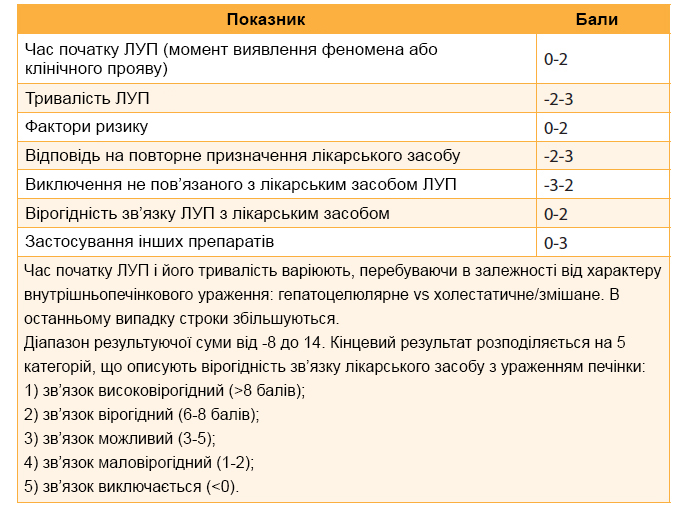 Показник Бали
Час початку ЛУП (момент виявлення феномена або
клінічного прояву) 0-2
Тривалість ЛУП -2-3
Фактори ризику 0-2
Відповідь на повторне призначення лікарського засобу -2-3
Виключення не пов’язаного з лікарським засобом ЛУП -3-2
Вірогідність зв’язку ЛУП з лікарським засобом 0-2
Застосування інших препаратів 0-3
Час початку ЛУП і його тривалість варіюють, перебуваючи в залежності від характеру
внутрішньопечінкового ураження: гепатоцелюлярне vs холестатичне/змішане. В
останньому випадку строки збільшуються.
Діапазон результуючої суми від -8 до 14. Кінцевий результат розподіляється на 5
категорій, що описують вірогідність зв’язку лікарського засобу з ураженням печінки:
1) зв’язок високовірогідний (>8 балів);
2) зв’язок вірогідний (6-8 балів);
3) зв’язок можливий (3-5);
4) зв’язок маловірогідний (1-2);
5) зв’язок виключається (<0).